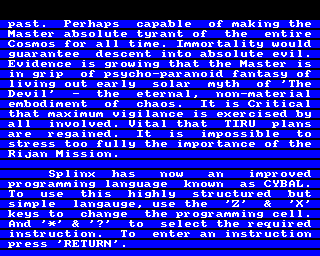 past. Perhaps capable of making the
Master absolute tyrant of the entire
Cosmos for all time. Immortality would
guarantee descent into absolute evil.
Evidence is growing that the Master is
in grip of psycho-paranoid fantasy of
living out early solar myth of 'The
Devil' – the eternal, non-material
embodiment of chaos. It is Critical
that maximum vigilance is exercised by
all involved. Vital that TIRU plans
are regained. It is impossible to
stress too fully the importance of the
Rijan Mission.
Splinx has now an improved
programming language known as CYBAL.
To use this highly structured but
simple langauge, use the 'Z' & 'X'
keys to change the programming cell.
And '*' & '?' to select the required
instruction. To enter an instruction
press 'RETURN'.